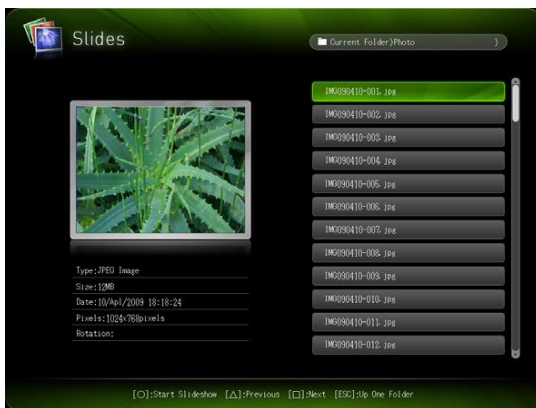 Slides
Current Folder)Photo )
IMG090410-001. jpg
IMG090410-002. jpg
IMG090410-003. jpg
IMG090410-004. jpg
IMG090410-005. jpg
IMG090410-006. jpg
IMG090410-007. jpg
IMG090410-008. jpg
IMG090410-009. jpg
IMG090410-010. jpg
IMG090410-011. jpg
IMG090410-012. jpg
Type:JPEG Image
Size:12MB
Date:10/Apl/2009 18:18:24
Pixels:1024×768pixels
Rotation:
[○]:Start Slideshow [△]:Previous [□]:Next [ESC]:Up One Folder